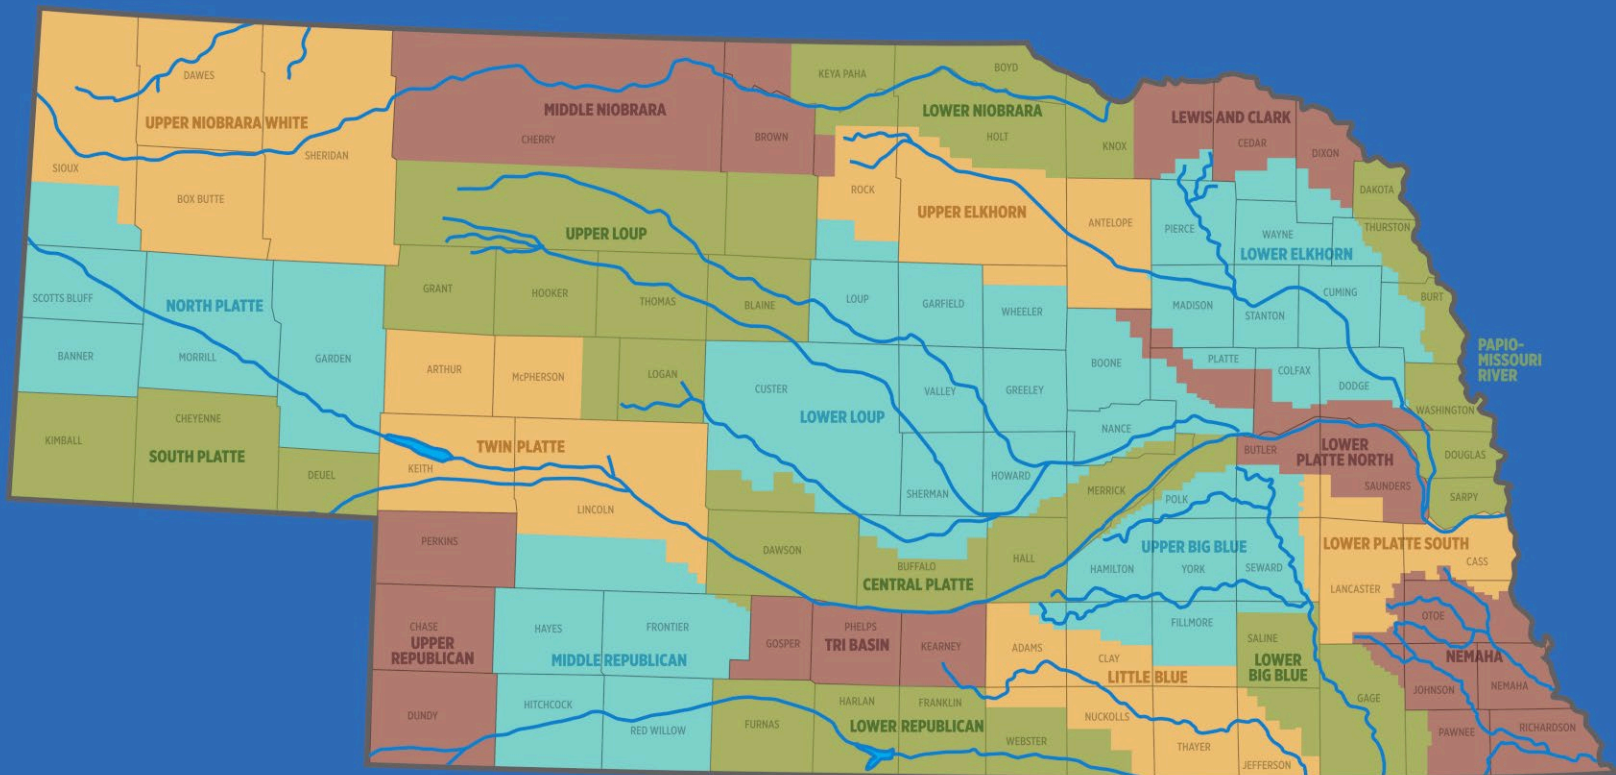 DAWES
UPPER NIOBRARA WHITE
SIOUX
SHERIDAN
BOX BUTTE
MIDDLE NIOBRARA
CHERRY
BROWN
KEYA PAHA
BOYD
LOWER NIOBRARA
HOLT
KNOX
LEWIS AND CLARK
CEDAR
DIXON
DAKOTA
THURSTON
ROCK
UPPER ELKHORN
ANTELOPE
PIERCE
WAYNE
LOWER ELKHORN
UPPER LOUP
SCOTTS BLUFF
NORTH PLATTE
GRANT
HOOKER
THOMAS
BLAINE
LOUP
GARFIELD
WHEELER
MADISON
STANTON
CUMING
BURT
BANNER
MORRILL
GARDEN
ARTHUR
McPHERSON
LOGAN
CUSTER
LOWER LOUP
VALLEY
GREELEY
BOONE
PLATTE
COLFAX
DODGE
PAPIO-
MISSOURI
RIVER
WASHINGTON
KIMBALL
CHEYENNE
SOUTH PLATTE
DEUEL
KEITH
TWIN PLATTE
LINCOLN
SHERMAN
HOWARD
NANCE
MERRICK
POLK
BUTLER
LOWER
PLATTE NORTH
SAUNDERS
DOUGLAS
SARPY
PERKINS
DAWSON
BUFFALO
CENTRAL PLATTE
HALL
HAMILTON
UPPER BIG BLUE
YORK
SEWARD
LOWER PLATTE SOUTH
CASS
LANCASTER
OTOE
CHASE
UPPER
REPUBLICAN
HAYES
FRONTIER
MIDDLE REPUBLICAN
GOSPER
PHELPS
TRI BASIN
KEARNEY
ADAMS
CLAY
LITTLE BLUE
FILLMORE
SALINE
LOWER
BIG BLUE
NEMAHA
JOHNSON
NEMAHA
GAGE
DUNDY
HITCHCOCK
RED WILLOW
FURNAS
HARLAN
FRANKLIN
LOWER REPUBLICAN
WEBSTER
NUCKOLLS
THAYER
JEFFERSON
PAWNEE
RICHARDSON